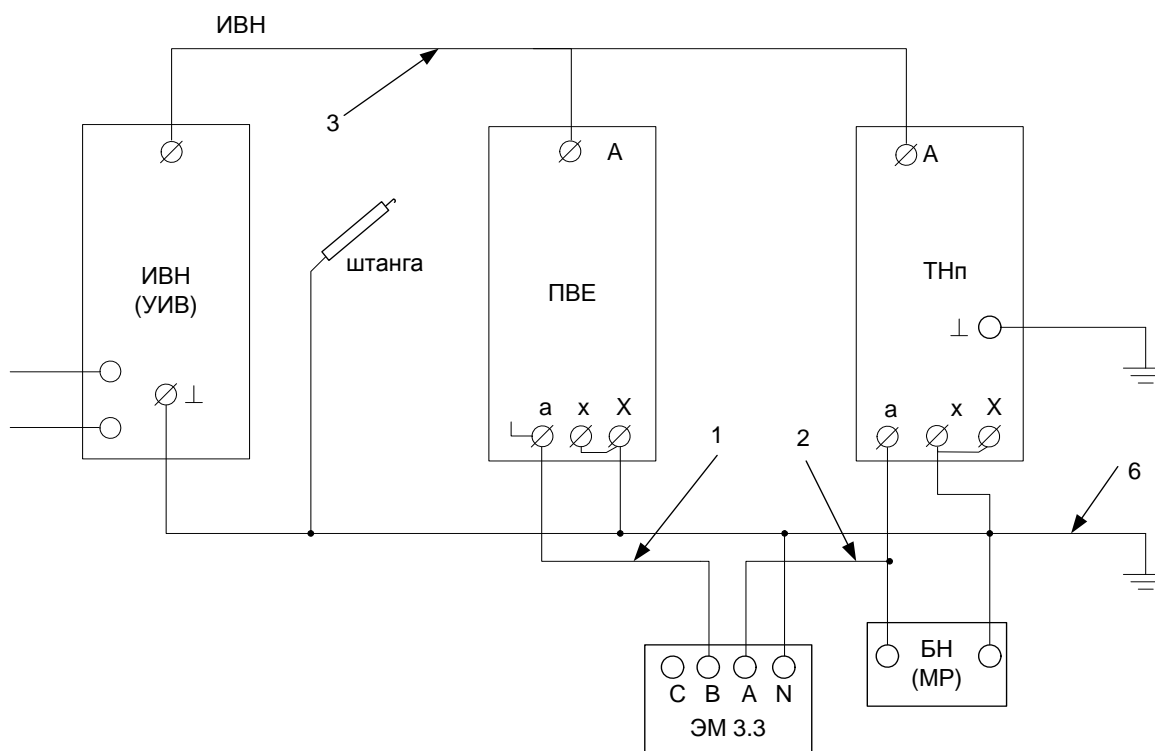 ИВН
3
A
A
штанга
ИВН
(УИВ)
ПВЕ
ТНп
⊥
⊥
a x X
a x X
1
2
6
C B A N
ЭМ 3.3
БН
(МР)